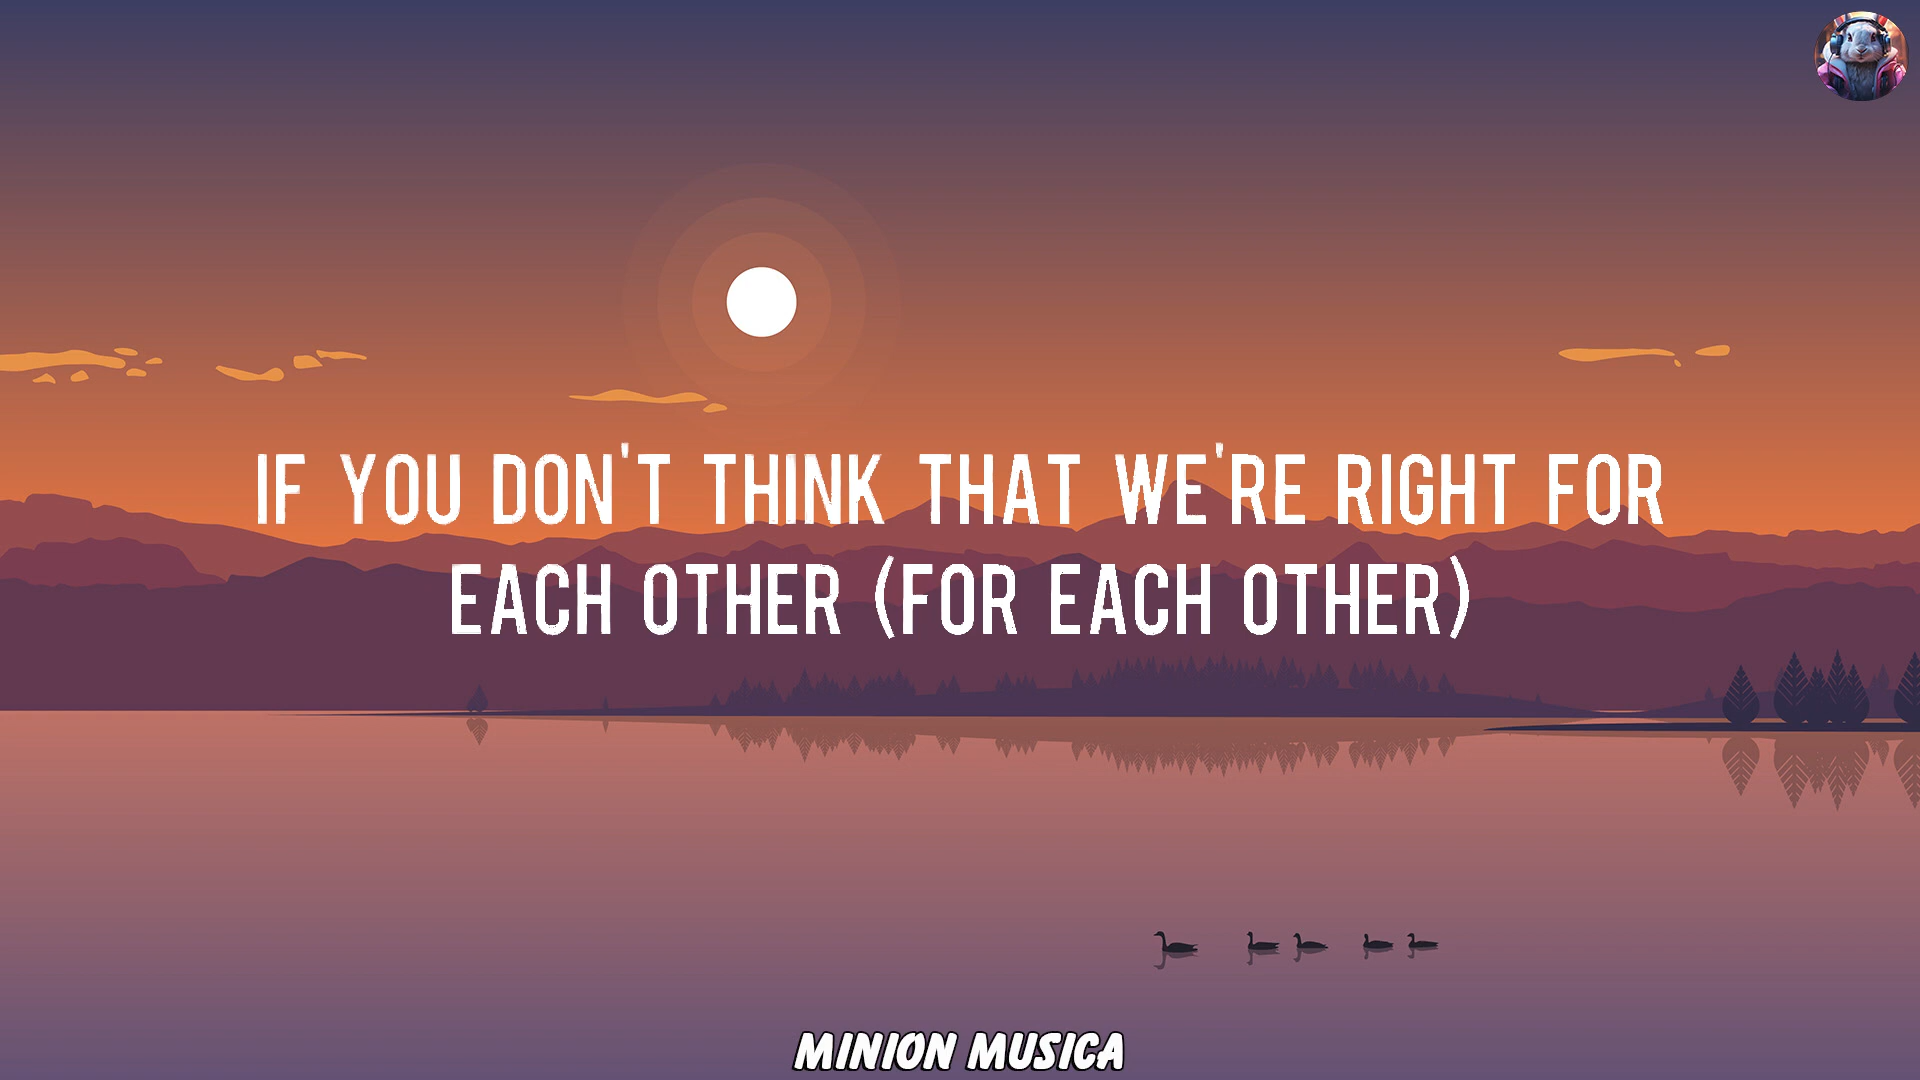 IF YOU DON'T THINK THAT WE'RE RIGHT FOR
EACH OTHER (FOR EACH OTHER)
MINION MUSICA